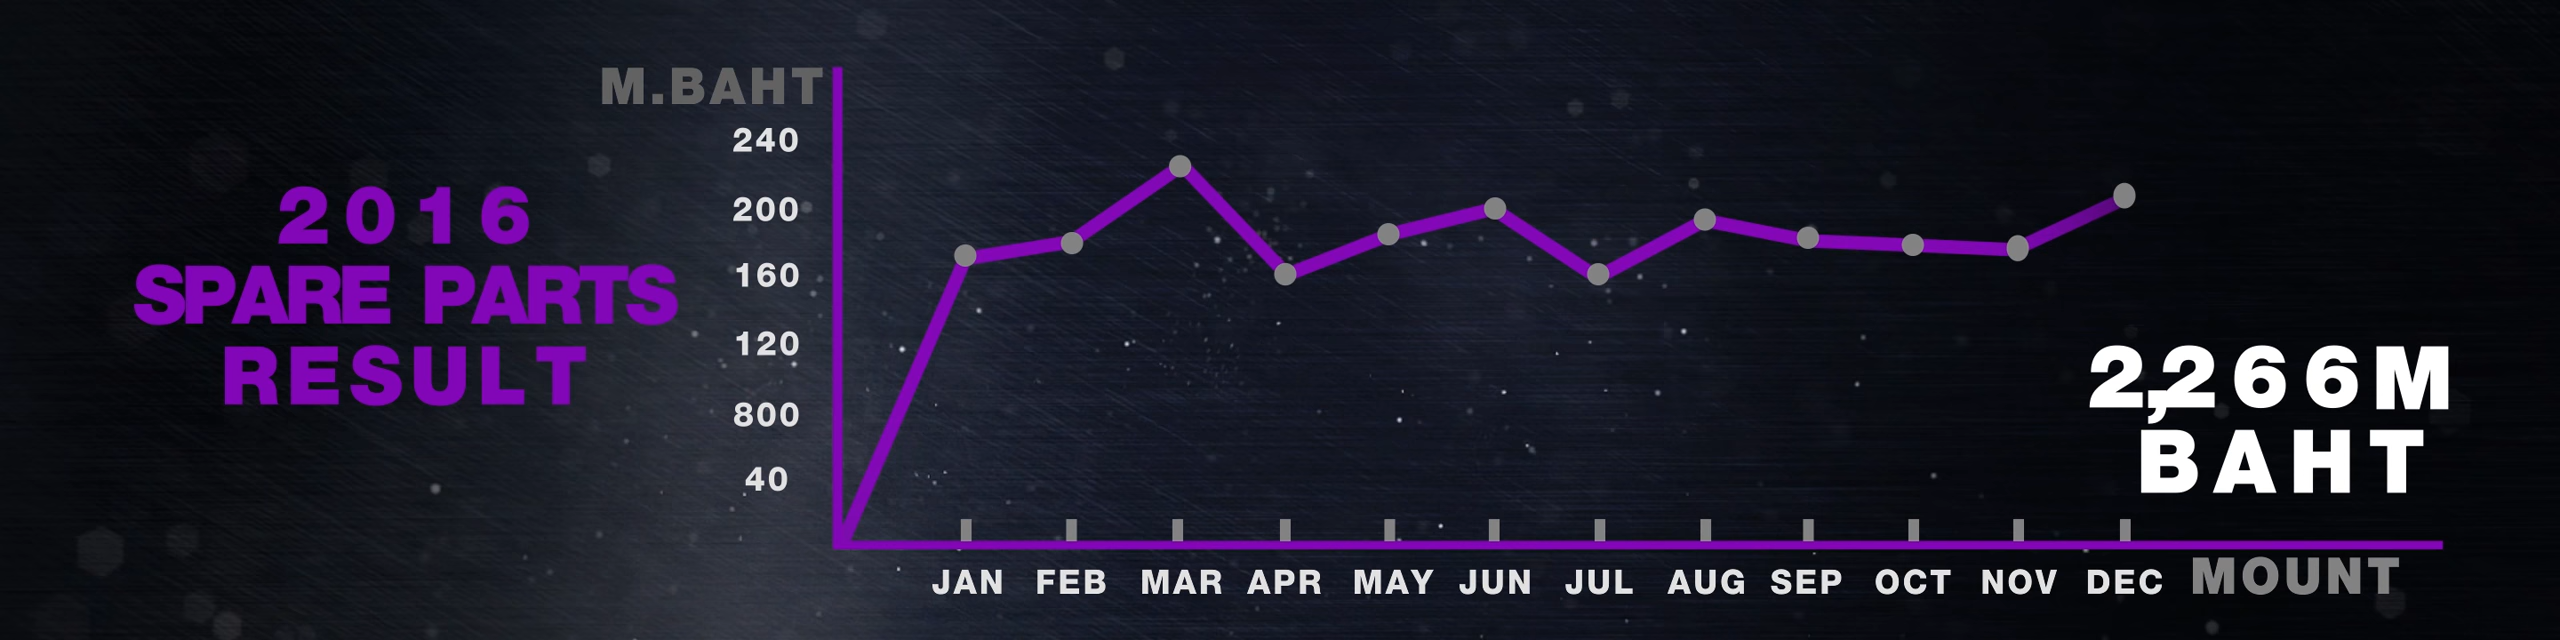 2016
SPARE PARTS
RESULT
M.BAHT
240
200
160
120
800
40
JAN FEB MAR APR MAY JUN JUL AUG SEP OCT NOV DEC MOUNT
2,266M
BAHT